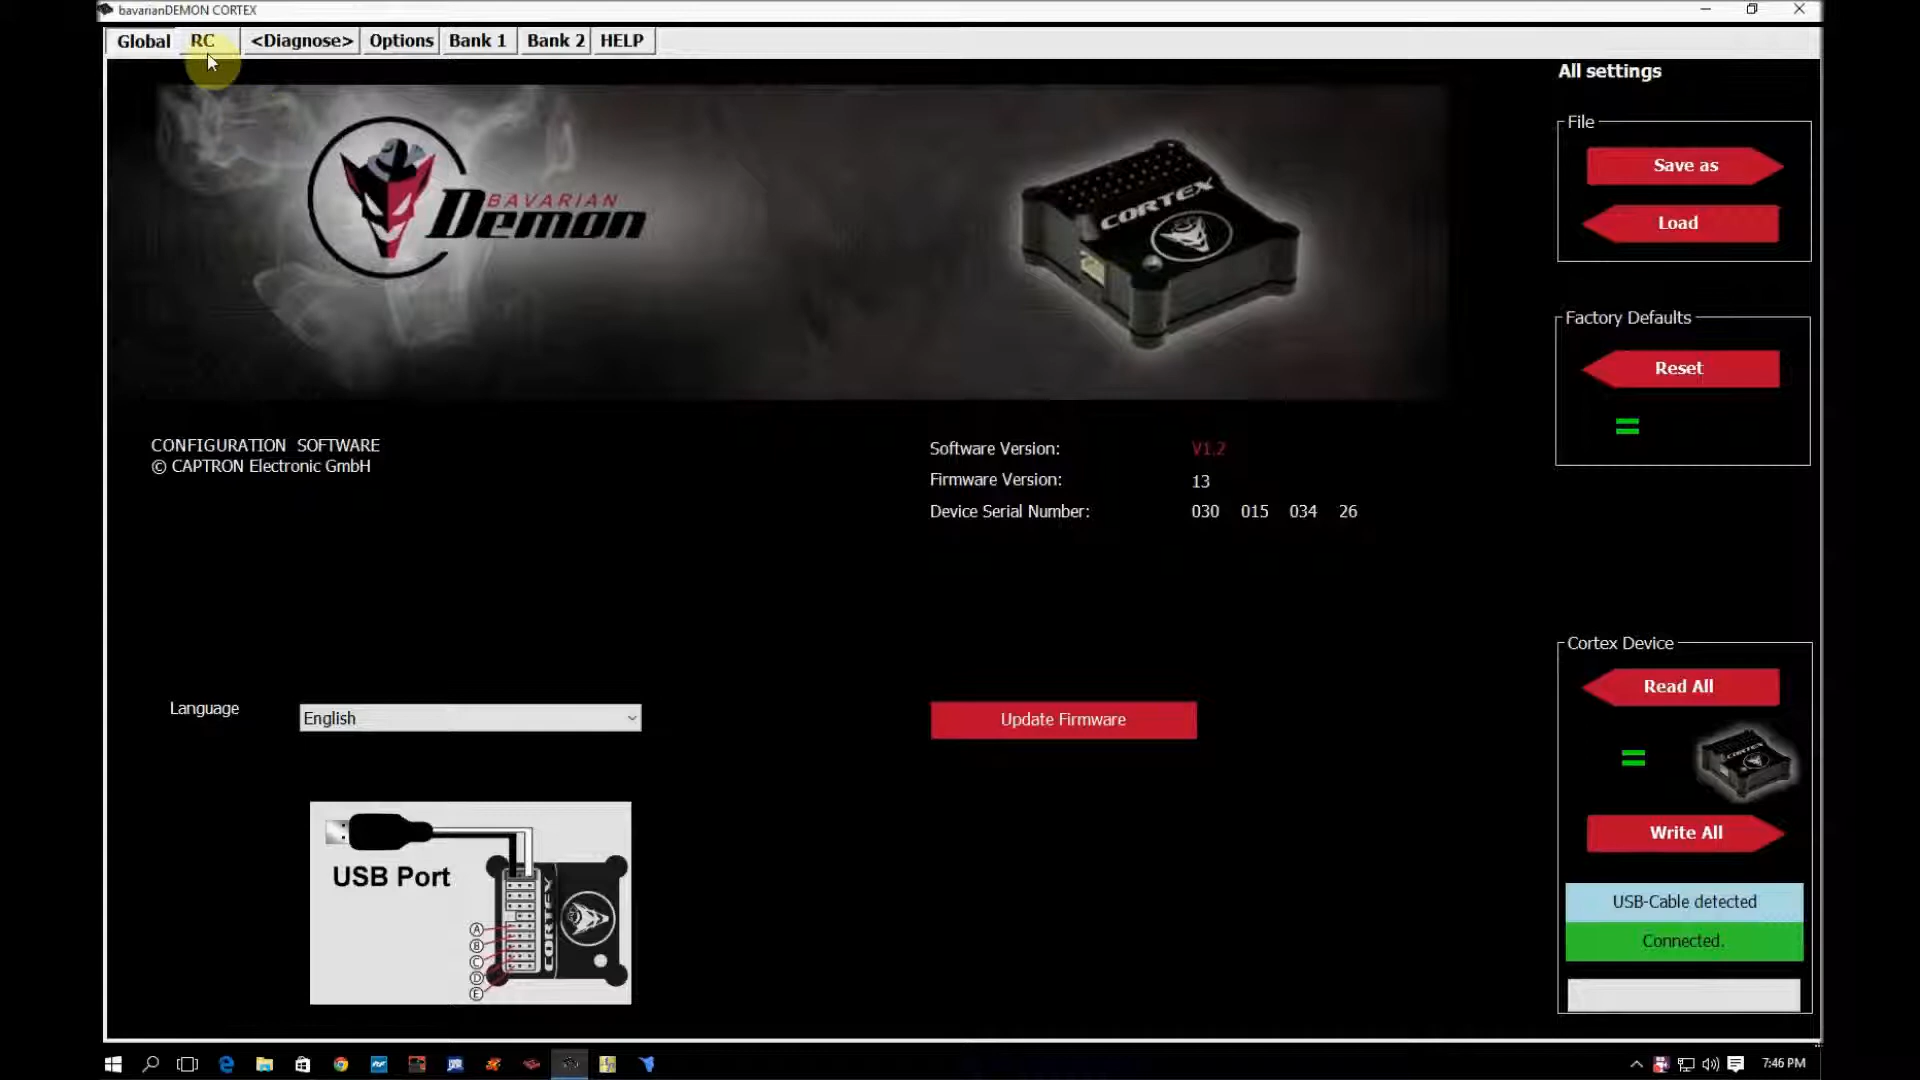 bavarianDEMON CORTEX
Global RC <Diagnose> Options Bank 1 Bank 2 HELP
All settings
File
Save as
Load
BAVARIAN
Demon
CORTEX
Factory Defaults
Reset
CONFIGURATION SOFTWARE
© CAPTRON Electronic GmbH
Software Version: V1.2
Firmware Version: 13
Device Serial Number: 030 015 034 26
Language English
Update Firmware
USB Port
CORTEX
A
B
C
D
E
Cortex Device
Read All
CORTEX
Write All
USB-Cable detected
Connected.
7:46 PM